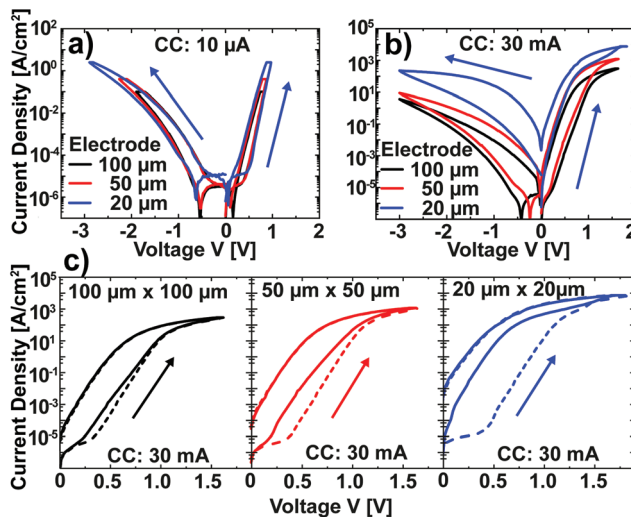 a)
CC: 10 µA
Current Density [A/cm²]
10² 10⁰ 10⁻² 10⁻⁴ 10⁻⁶
Electrode
100 µm
50 µm
20 µm
-3 -2 -1 0 1 2
Voltage V [V]
b)
CC: 30 mA
10⁵ 10³ 10¹ 10⁻¹ 10⁻³ 10⁻⁵
Electrode
100 µm
50 µm
20 µm
-3 -2 -1 0 1 2
Voltage V [V]
c)
Current Density [A/cm²]
10⁵ 10³ 10¹ 10⁻¹ 10⁻³ 10⁻⁵
100 µm x 100 µm
CC: 30 mA
0 0.5 1.0 1.5
50 µm x 50 µm
CC: 30 mA
0.0 0.5 1.0 1.5
20 µm x 20µm
CC: 30 mA
0.0 0.5 1.0 1.5
Voltage V [V]